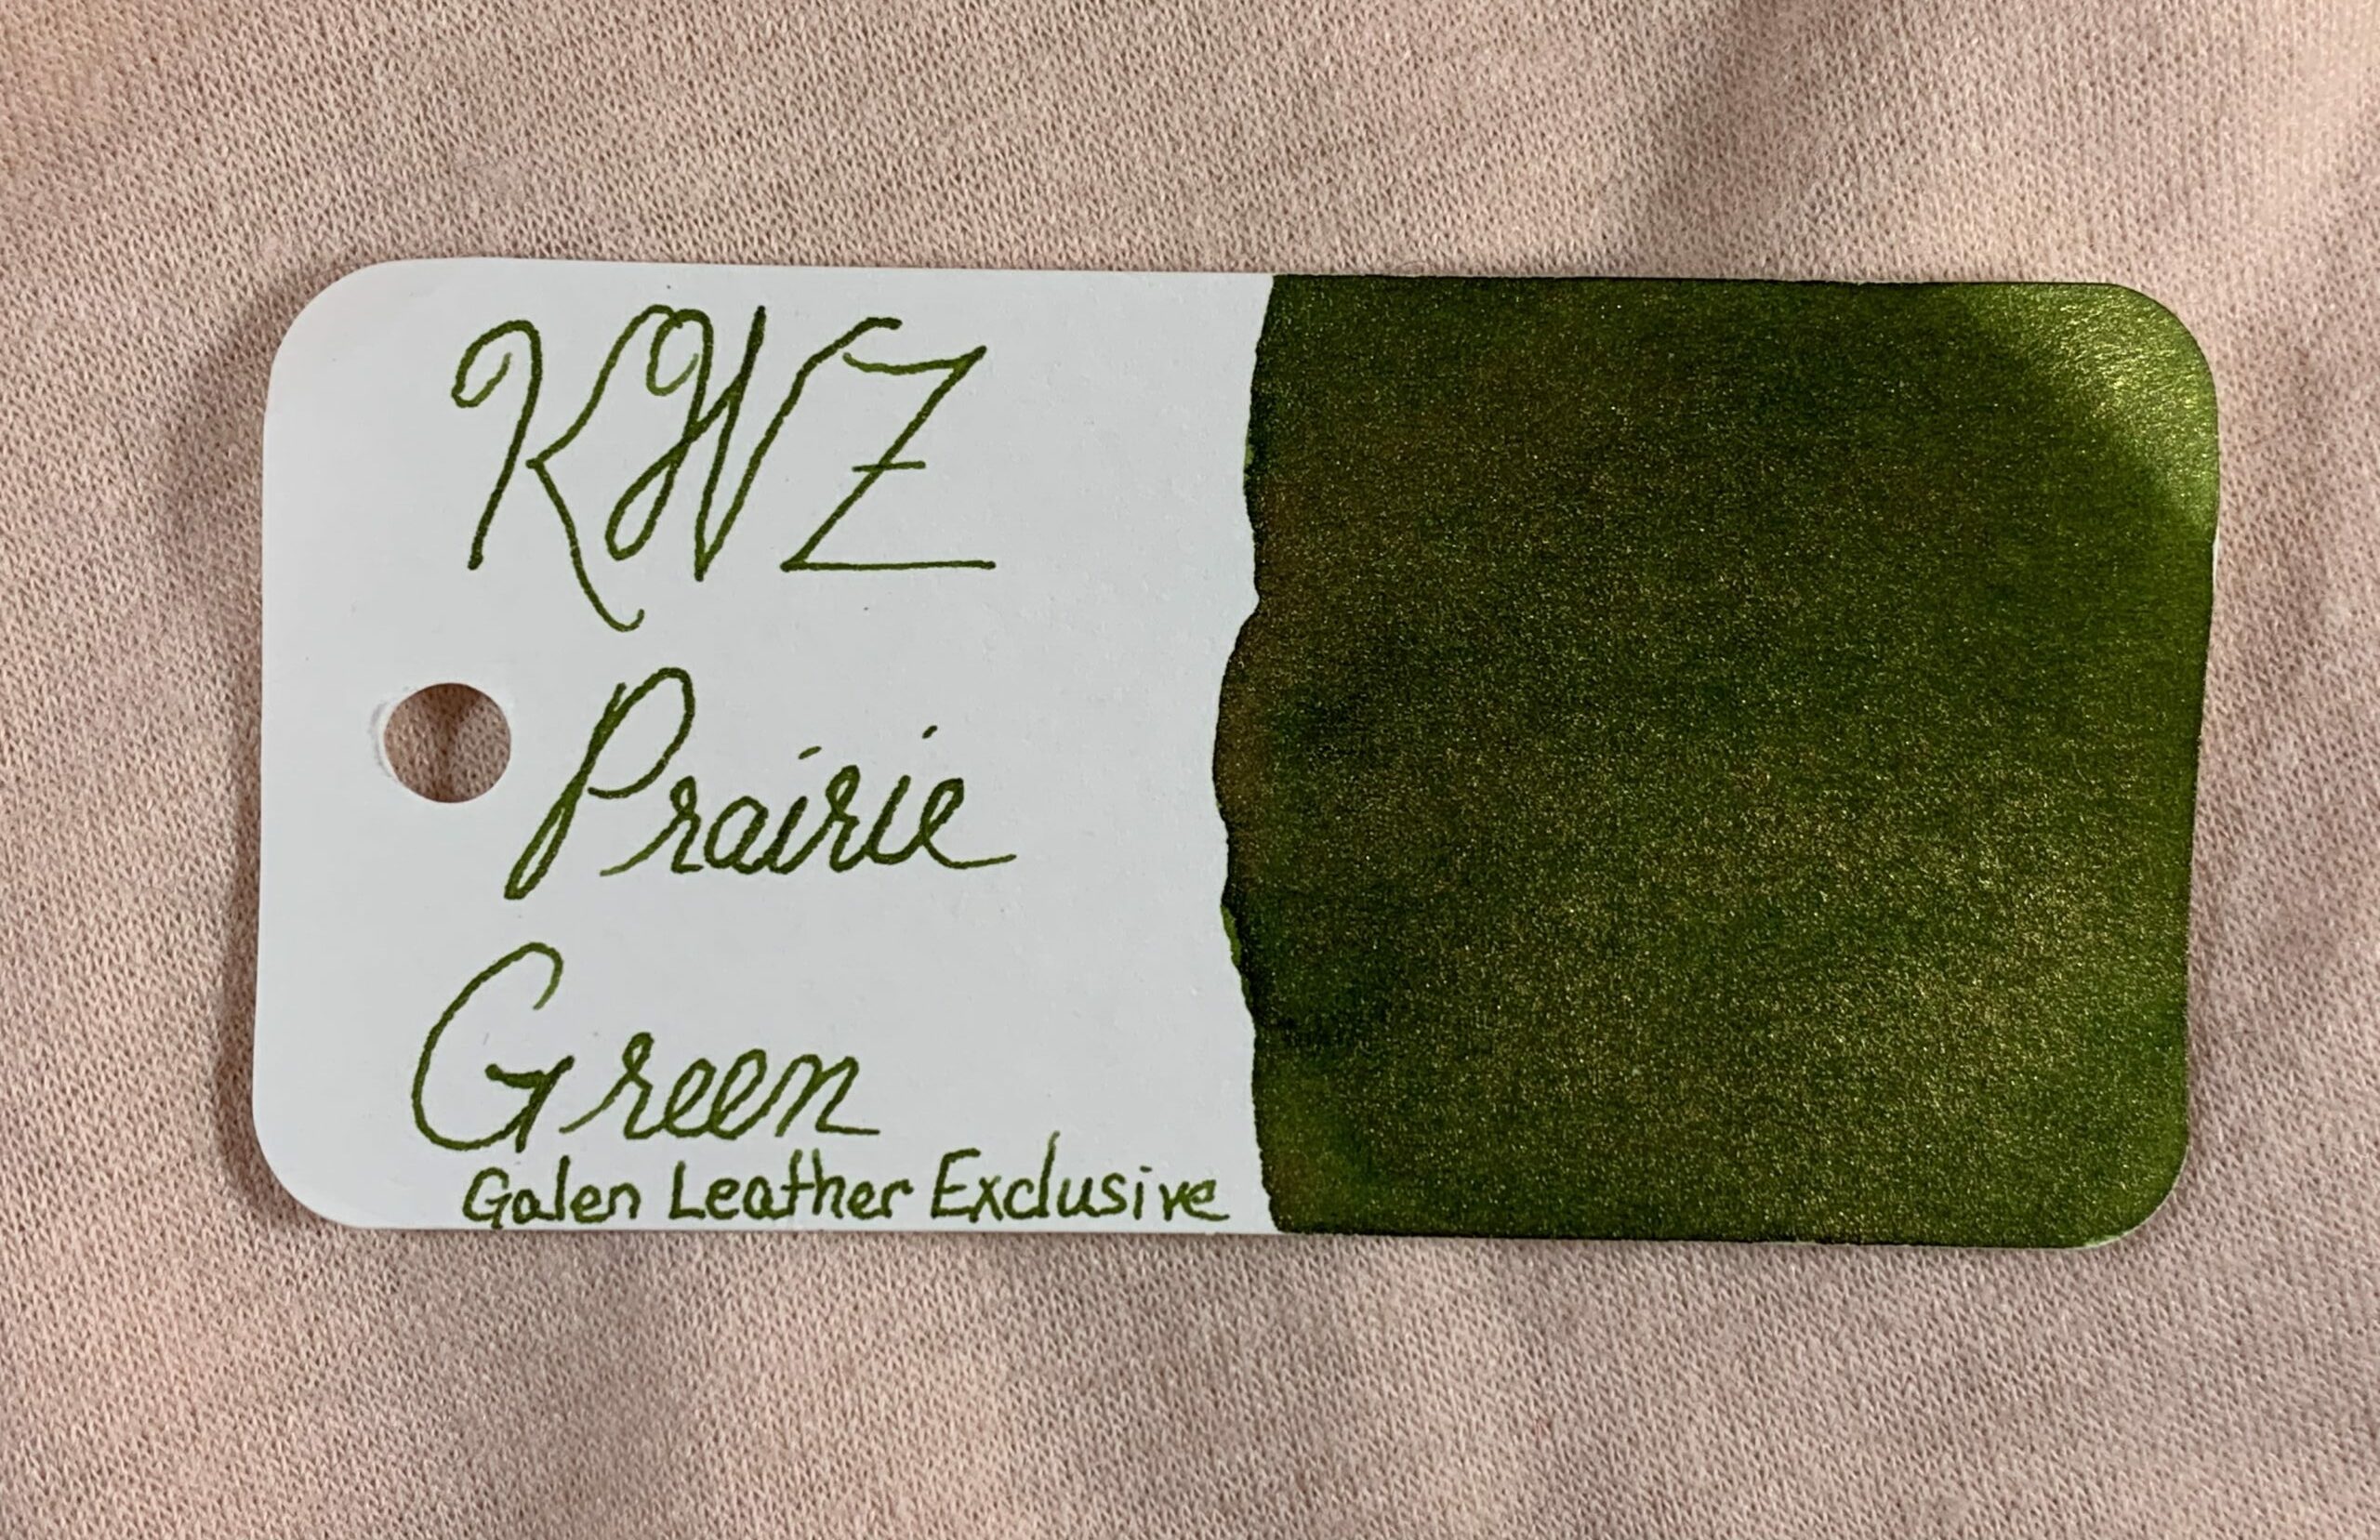 KWZ
Prairie
Green
Galen Leather Exclusive